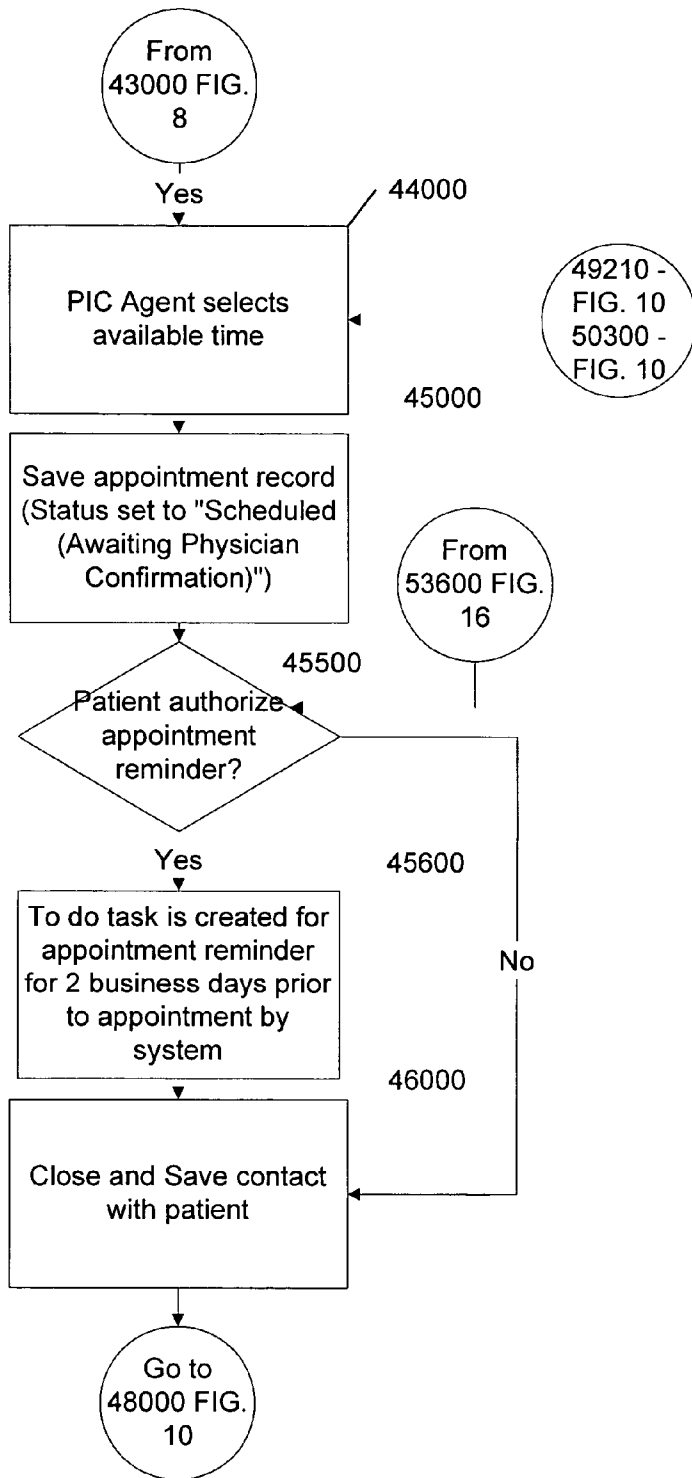 From
43000 FIG.
8
Yes
44000
PIC Agent selects
available time
49210 -
FIG. 10
50300 -
FIG. 10
45000
Save appointment record
(Status set to "Scheduled
(Awaiting Physician
Confirmation)")
From
53600 FIG.
16
45500
Patient authorize
appointment
reminder?
Yes
45600
To do task is created for
appointment reminder
for 2 business days prior
to appointment by
system
No
46000
Close and Save contact
with patient
Go to
48000 FIG.
10